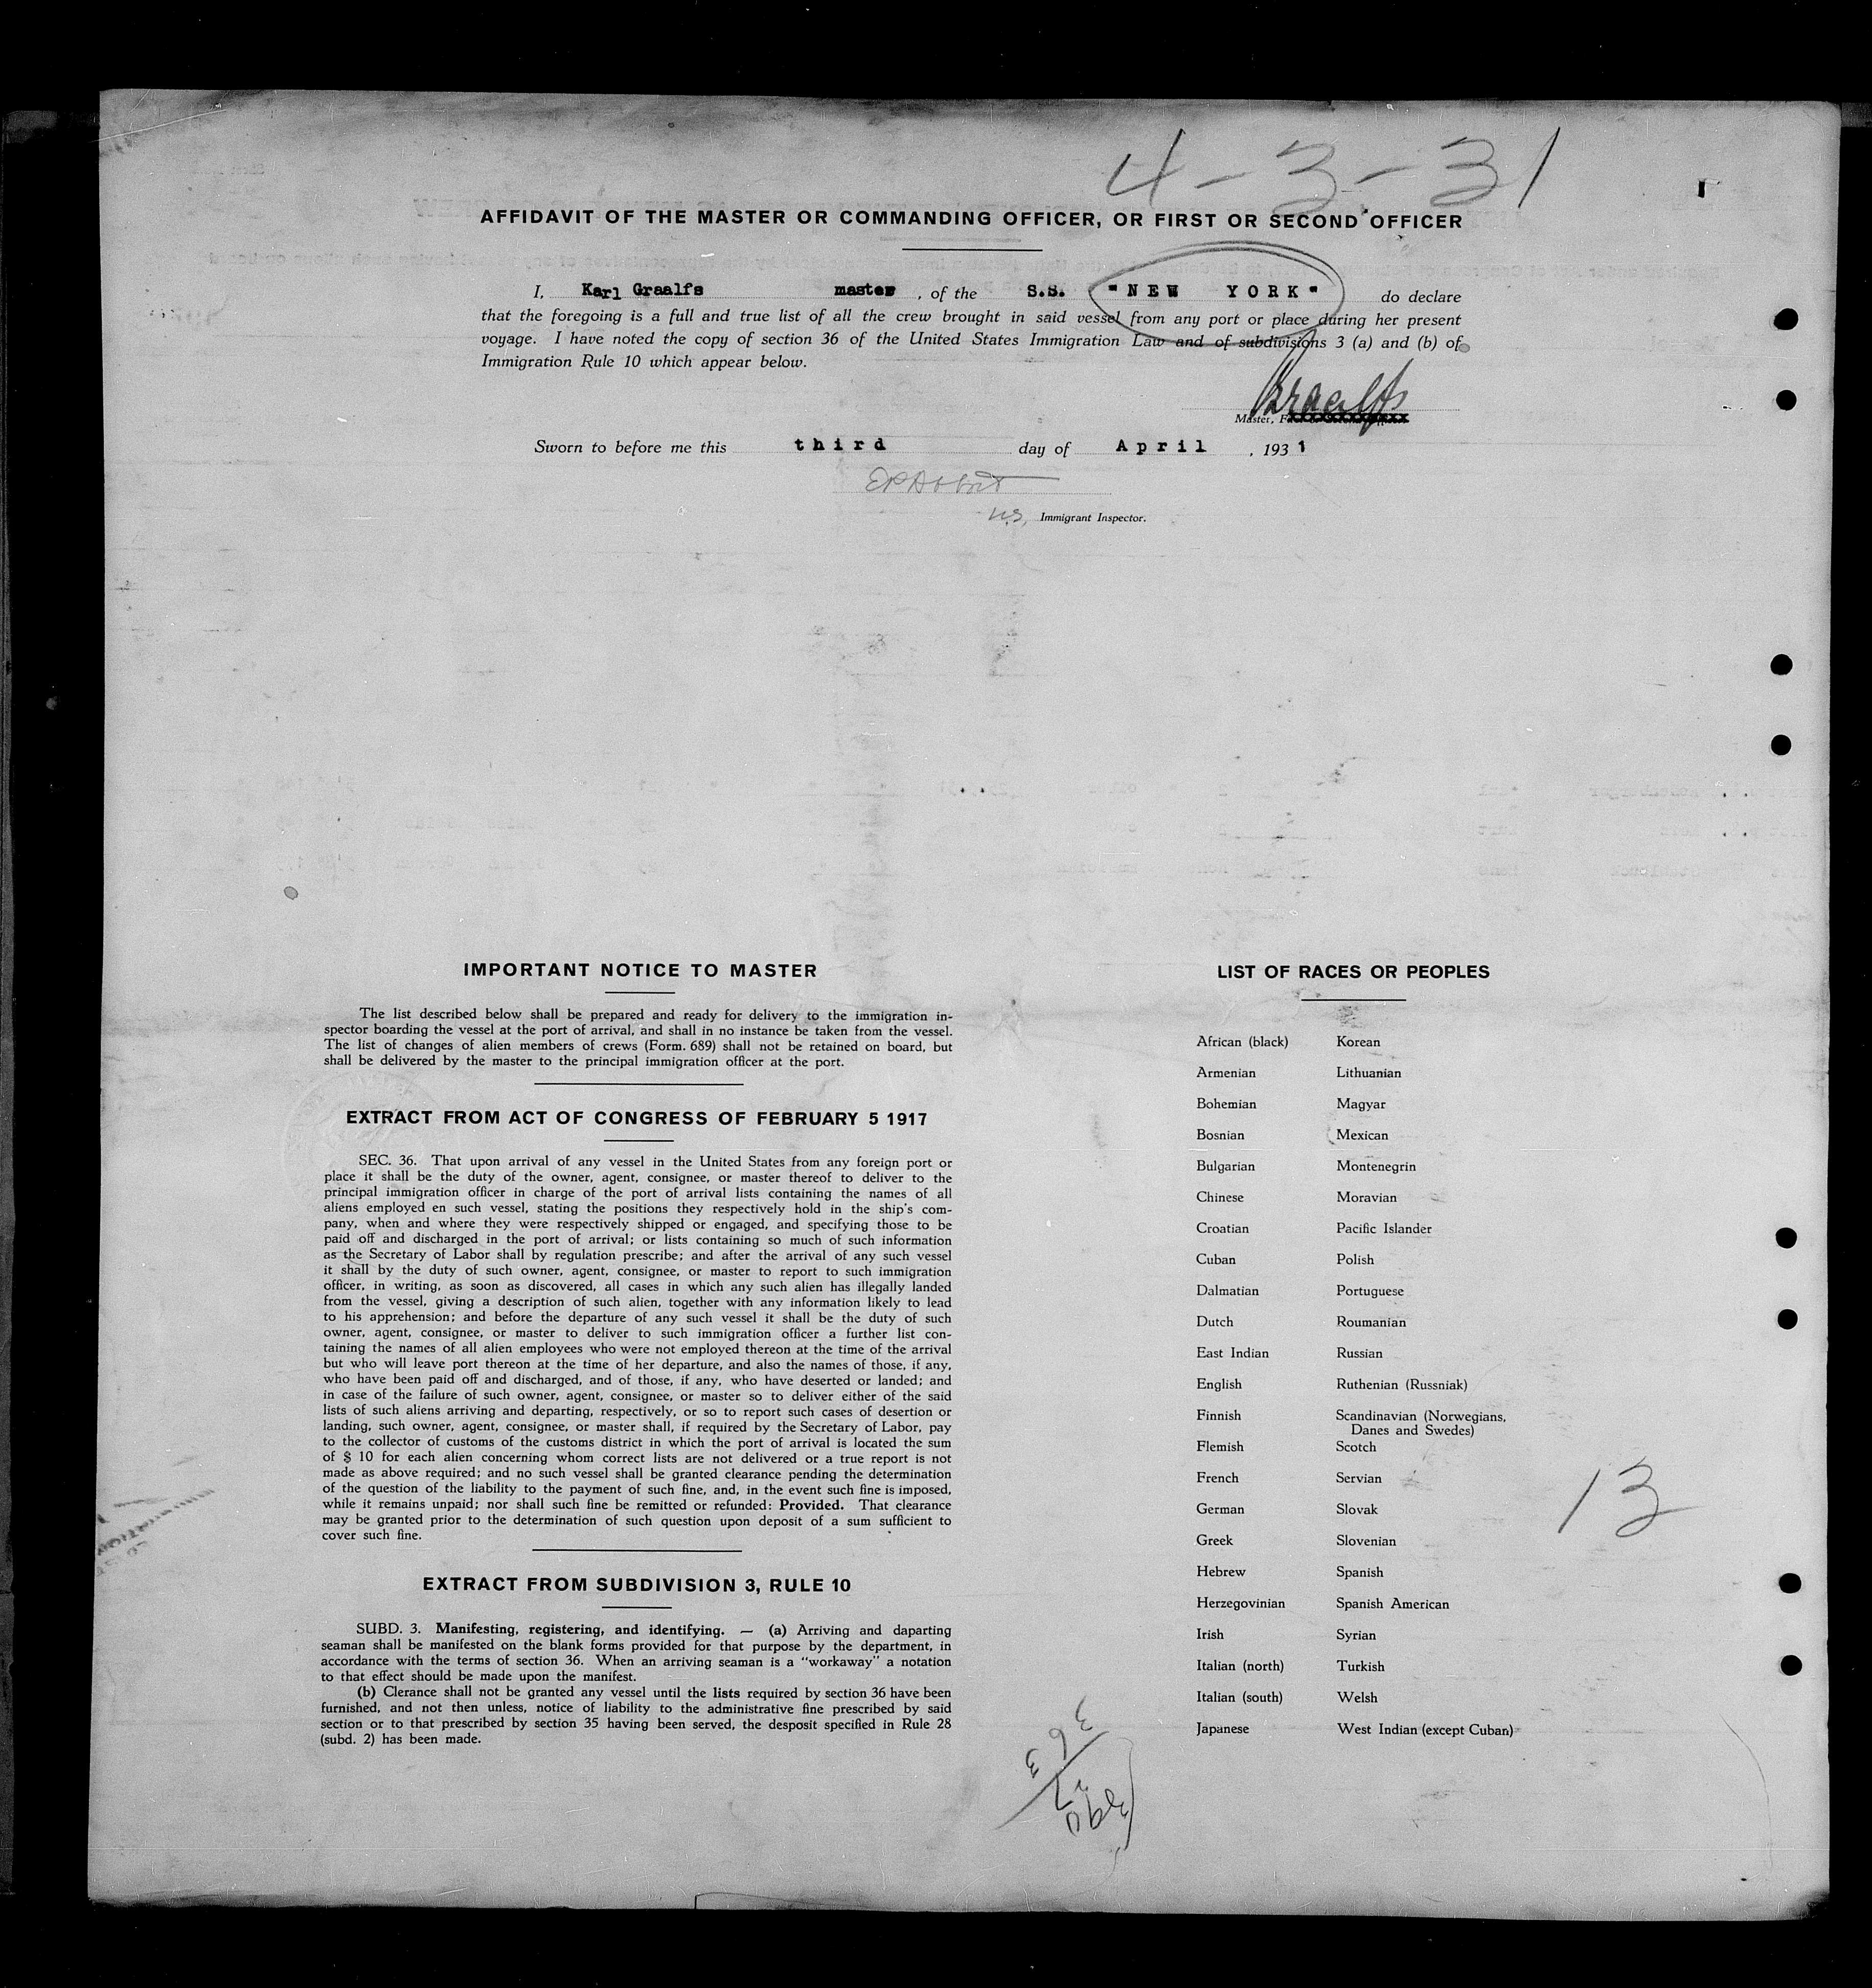 4-3-31
AFFIDAVIT OF THE MASTER OR COMMANDING OFFICER, OR FIRST OR SECOND OFFICER
I, Karl Graalfs master, of the S.S. "NEW YORK" do declare
that the foregoing is a full and true list of all the crew brought in said vessel from any port or place during her present
voyage. I have noted the copy of section 36 of the United States Immigration Law and of subdivisions 3 (a) and (b) of
Immigration Rule 10 which appear below.
Graalfs
Master,
Sworn to before me this third day of April, 1931
U.S. Immigrant Inspector.
IMPORTANT NOTICE TO MASTER
The list described below shall be prepared and ready for delivery to the immigration in-
spector boarding the vessel at the port of arrival, and shall in no instance be taken from the vessel.
The list of changes of alien members of crews (Form. 689) shall not be retained on board, but
shall be delivered by the master to the principal immigration officer at the port.
EXTRACT FROM ACT OF CONGRESS OF FEBRUARY 5 1917
SEC. 36. That upon arrival of any vessel in the United States from any foreign port or
place it shall be the duty of the owner, agent, consignee, or master thereof to deliver to the
principal immigration officer in charge of the port of arrival lists containing the names of all
aliens employed en such vessel, stating the positions they respectively hold in the ship's com-
pany, when and where they were respectively shipped or engaged, and specifying those to be
paid off and discharged in the port of arrival; or lists containing so much of such information
as the Secretary of Labor shall by regulation prescribe; and after the arrival of any such vessel
it shall by the duty of such owner, agent, consignee, or master to report to such immigration
officer, in writing, as soon as discovered, all cases in which any such alien has illegally landed
from the vessel, giving a description of such alien, together with any information likely to lead
to his apprehension; and before the departure of any such vessel it shall be the duty of such
owner, agent, consignee, or master to deliver to such immigration officer a further list con-
taining the names of all alien employees who were not employed thereon at the time of the arrival
but who will leave port thereon at the time of her departure, and also the names of those, if any,
who have been paid off and discharged, and of those, if any, who have deserted or landed; and
in case of the failure of such owner, agent, consignee, or master so to deliver either of the said
lists of such aliens arriving and departing, respectively, or so to report such cases of desertion or
landing, such owner, agent, consignee, or master shall, if required by the Secretary of Labor, pay
to the collector of customs of the customs district in which the port of arrival is located the sum
of $ 10 for each alien concerning whom correct lists are not delivered or a true report is not
made as above required; and no such vessel shall be granted clearance pending the determination
of the question of the liability to the payment of such fine, and, in the event such fine is imposed,
while it remains unpaid; nor shall such fine be remitted or refunded: Provided. That clearance
may be granted prior to the determination of such question upon deposit of a sum sufficient to
cover such fine.
EXTRACT FROM SUBDIVISION 3, RULE 10
SUBD. 3. Manifesting, registering, and identifying. — (a) Arriving and daparting
seaman shall be manifested on the blank forms provided for that purpose by the department, in
accordance with the terms of section 36. When an arriving seaman is a "workaway" a notation
to that effect should be made upon the manifest.
(b) Clerance shall not be granted any vessel until the lists required by section 36 have been
furnished, and not then unless, notice of liability to the administrative fine prescribed by said
section or to that prescribed by section 35 having been served, the desposit specified in Rule 28
(subd. 2) has been made.
LIST OF RACES OR PEOPLES
African (black) Korean
Armenian Lithuanian
Bohemian Magyar
Bosnian Mexican
Bulgarian Montenegrin
Chinese Moravian
Croatian Pacific Islander
Cuban Polish
Dalmatian Portuguese
Dutch Roumanian
East Indian Russian
English Ruthenian (Russniak)
Finnish Scandinavian (Norwegians,
Danes and Swedes)
Flemish Scotch
French Servian
German Slovak
Greek Slovenian
Hebrew Spanish
Herzegovinian Spanish American
Irish Syrian
Italian (north) Turkish
Italian (south) Welsh
Japanese West Indian (except Cuban)
13